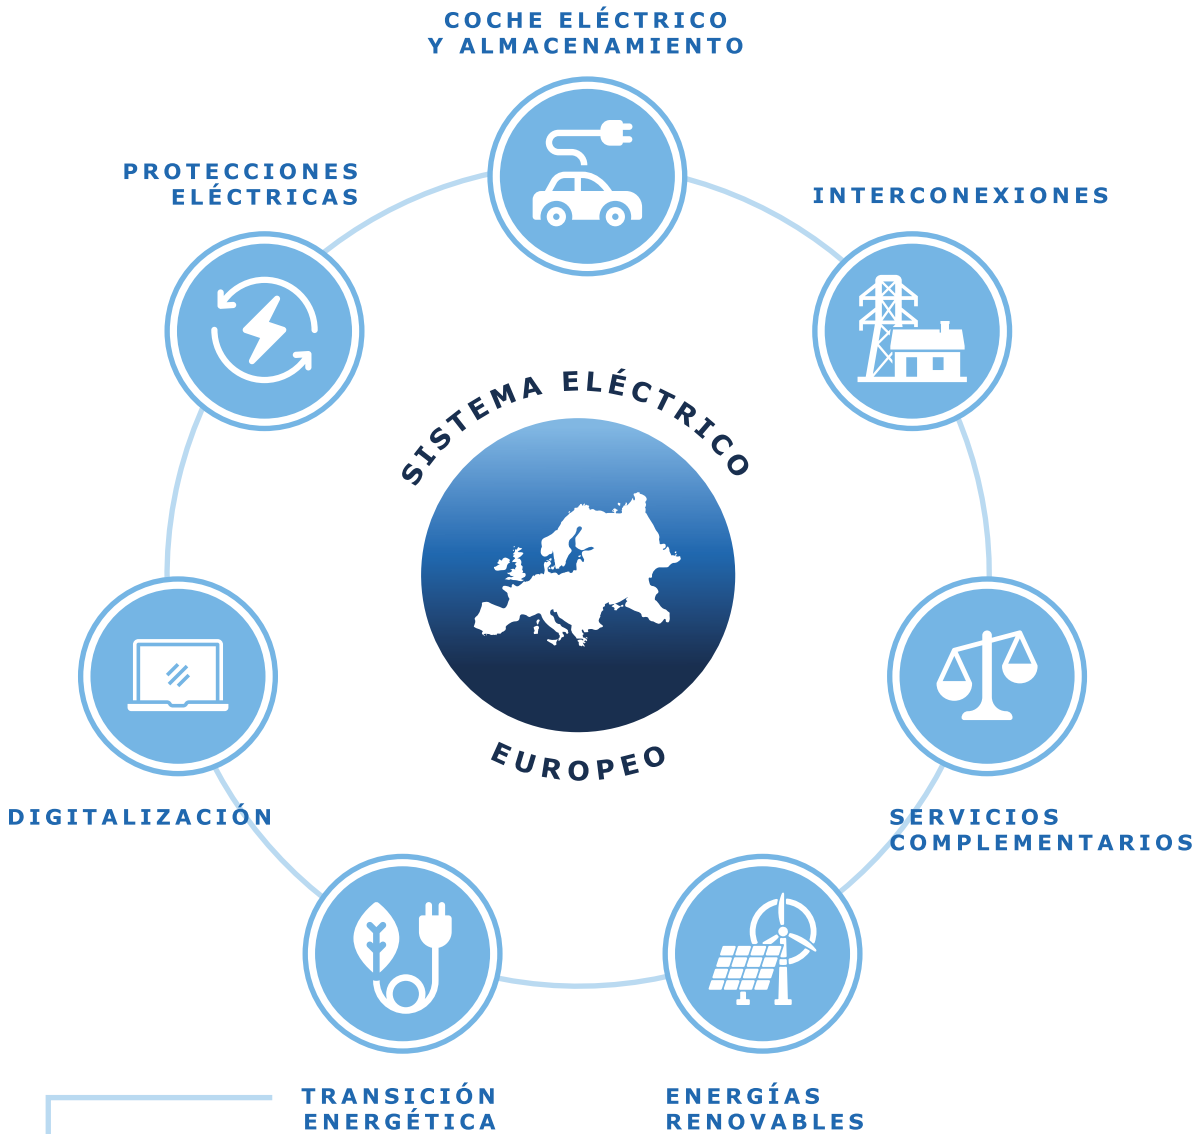 COCHE ELÉCTRICO
Y ALMACENAMIENTO
PROTECCIONES
ELÉCTRICAS
INTERCONEXIONES
SISTEMA ELÉCTRICO
EUROPEO
DIGITALIZACIÓN
SERVICIOS
COMPLEMENTARIOS
TRANSICIÓN
ENERGÉTICA
ENERGÍAS
RENOVABLES